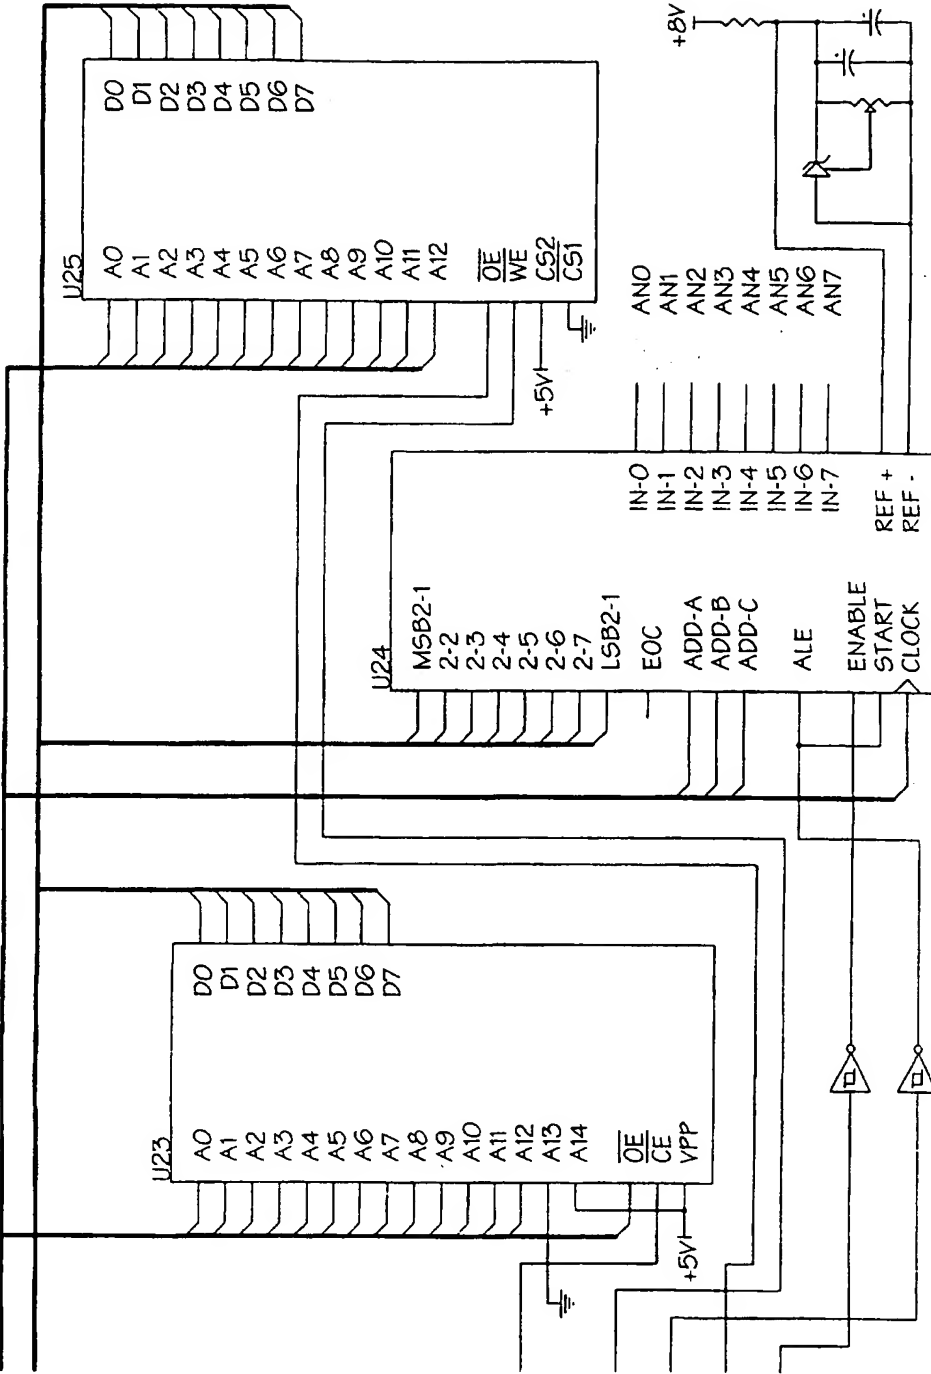 U23
A0 D0
A1 D1
A2 D2
A3 D3
A4 D4
A5 D5
A6 D6
A7 D7
A8
A9
A10
A11
A12
A13
A14
OE
CE
VPP
+5V
U24
MSB2-1
2-2
2-3
2-4
2-5
2-6
2-7
LSB2-1
EOC
ADD-A
ADD-B
ADD-C
ALE
ENABLE
START
CLOCK
IN-0 AN0
IN-1 AN1
IN-2 AN2
IN-3 AN3
IN-4 AN4
IN-5 AN5
IN-6 AN6
IN-7 AN7
REF +
REF -
U25
A0 D0
A1 D1
A2 D2
A3 D3
A4 D4
A5 D5
A6 D6
A7 D7
A8
A9
A10
A11
A12
OE
WE
CS2
CS1
+5V
+8V